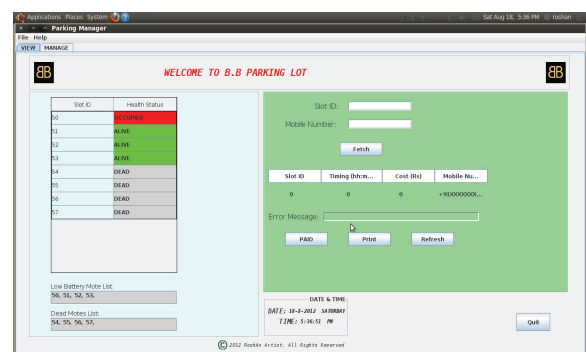 Applications Places System Sat Aug 18, 5:36 PM roshan
Parking Manager
File Help
VIEW MANAGE
BB WELCOME TO B.B PARKING LOT BB
Slot ID Health Status
50 OCCUPIED
51 ALIVE
52 ALIVE
53 ALIVE
54 DEAD
55 DEAD
56 DEAD
57 DEAD
Low Battery Mote List
50, 51, 52, 53,
Dead Motes List:
54, 55, 56, 57,
Slot ID:
Mobile Number:
Fetch
Slot ID Timing (hh:m... Cost (Rs) Mobile Nu...
0 0 0 +91XXXXXXX...
Error Message:
PAID Print Refresh
DATE & TIME
DATE: 18-8-2012 SATURDAY
TIME: 5:36:51 PM
Quit
© 2012 RoshAn Artist. All Rights Reserved